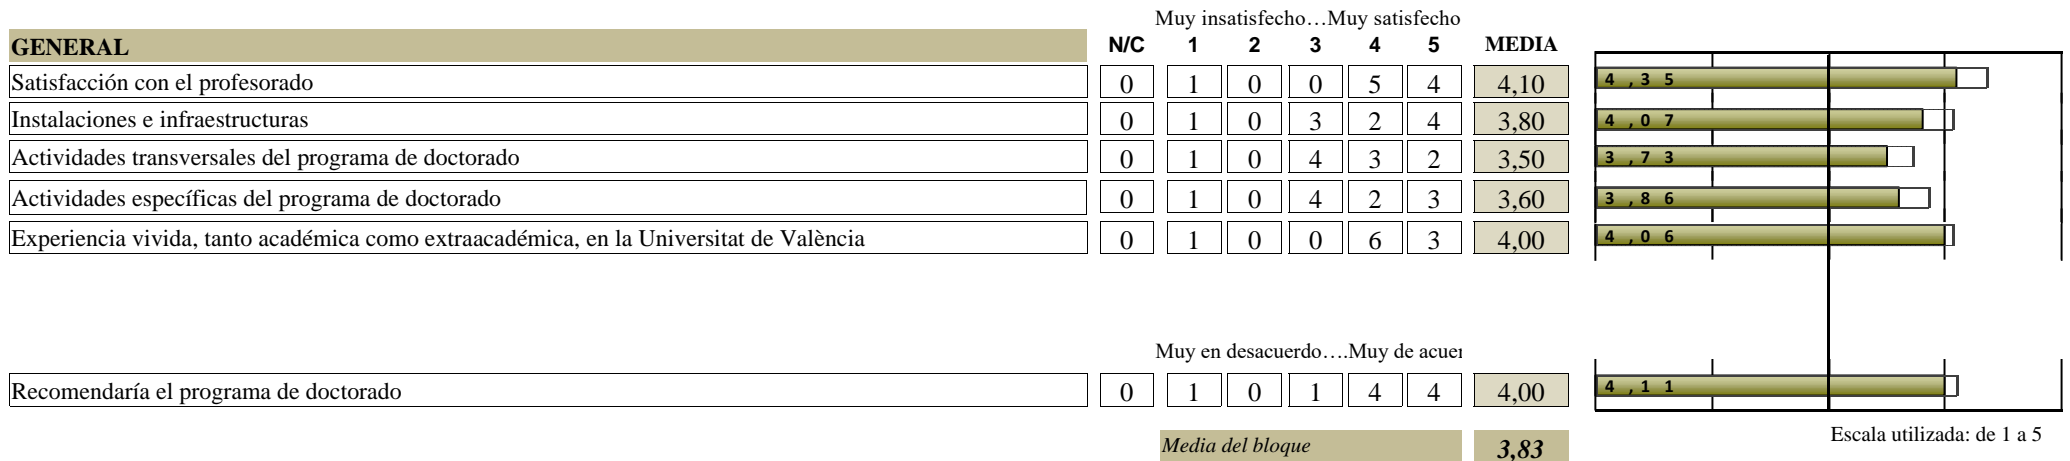 Muy insatisfecho…Muy satisfecho
GENERAL N/C 1 2 3 4 5 MEDIA
Satisfacción con el profesorado 0 1 0 0 5 4 4,10 4,35
Instalaciones e infraestructuras 0 1 0 3 2 4 3,80 4,07
Actividades transversales del programa de doctorado 0 1 0 4 3 2 3,50 3,73
Actividades específicas del programa de doctorado 0 1 0 4 2 3 3,60 3,86
Experiencia vivida, tanto académica como extraacadémica, en la Universitat de València 0 1 0 0 6 3 4,00 4,06
Muy en desacuerdo….Muy de acuer
Recomendaría el programa de doctorado 0 1 0 1 4 4 4,00 4,11
Media del bloque 3,83 Escala utilizada: de 1 a 5